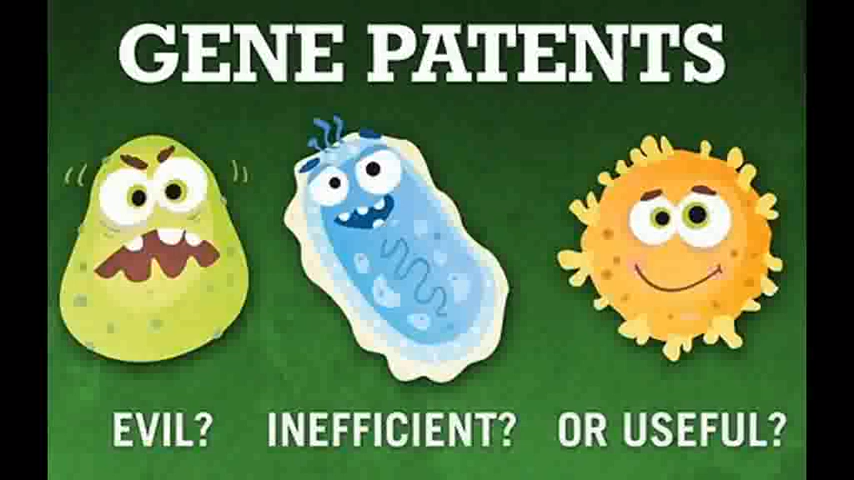 GENE PATENTS
EVIL? INEFFICIENT? OR USEFUL?